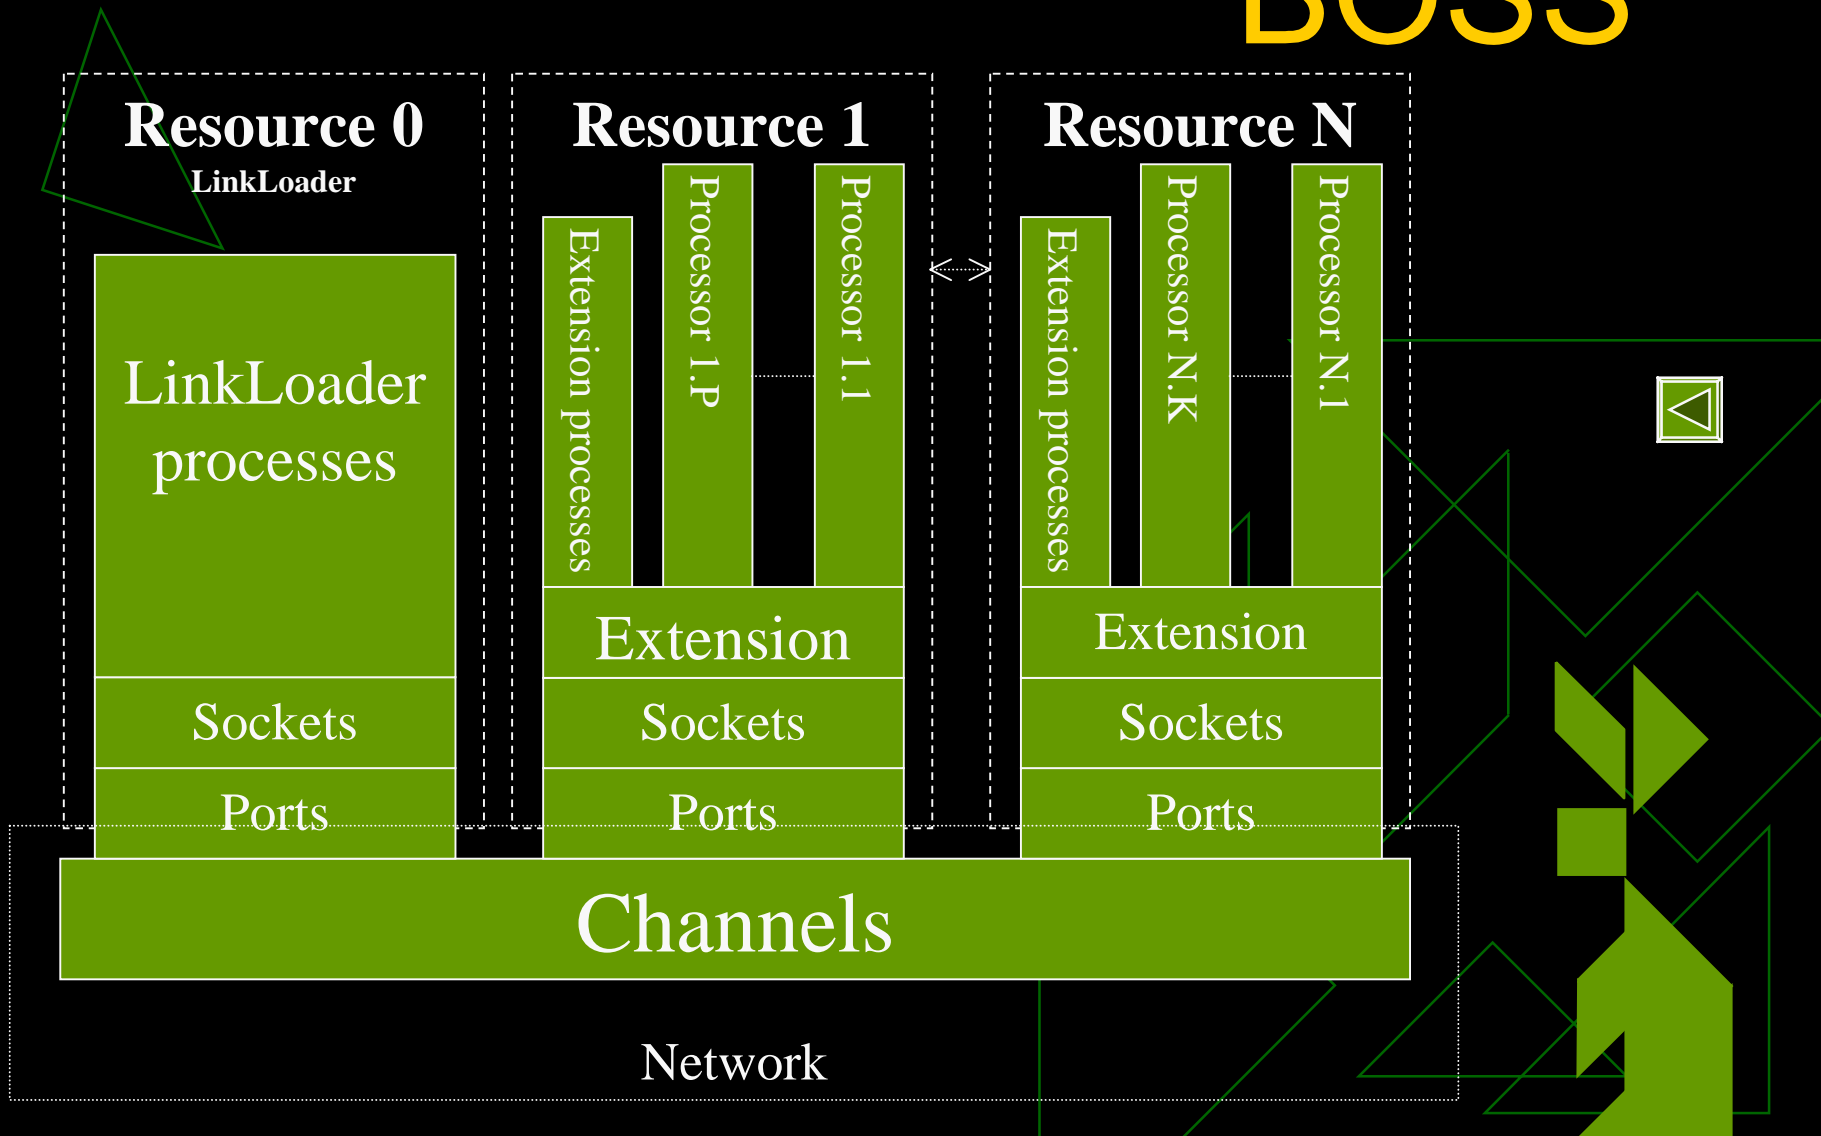 BOSS
Resource 0
LinkLoader
LinkLoader
processes
Sockets
Ports
Resource 1
Extension processes
Processor 1.P
Processor 1.1
Extension
Sockets
Ports
Resource N
Extension processes
Processor N.K
Processor N.1
Extension
Sockets
Ports
Channels
Network